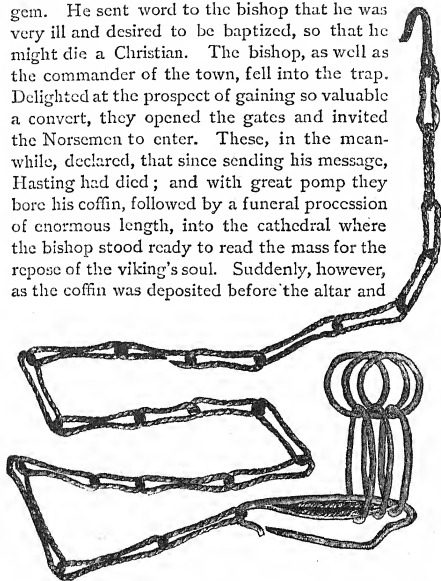 gem. He sent word to the bishop that he was
very ill and desired to be baptized, so that he
might die a Christian. The bishop, as well as
the commander of the town, fell into the trap.
Delighted at the prospect of gaining so valuable
a convert, they opened the gates and invited
the Norsemen to enter. These, in the mean-
while, declared, that since sending his message,
Hasting had died; and with great pomp they
bore his coffin, followed by a funeral procession
of enormous length, into the cathedral where
the bishop stood ready to read the mass for the
repose of the viking's soul. Suddenly, however,
as the coffin was deposited before the altar and